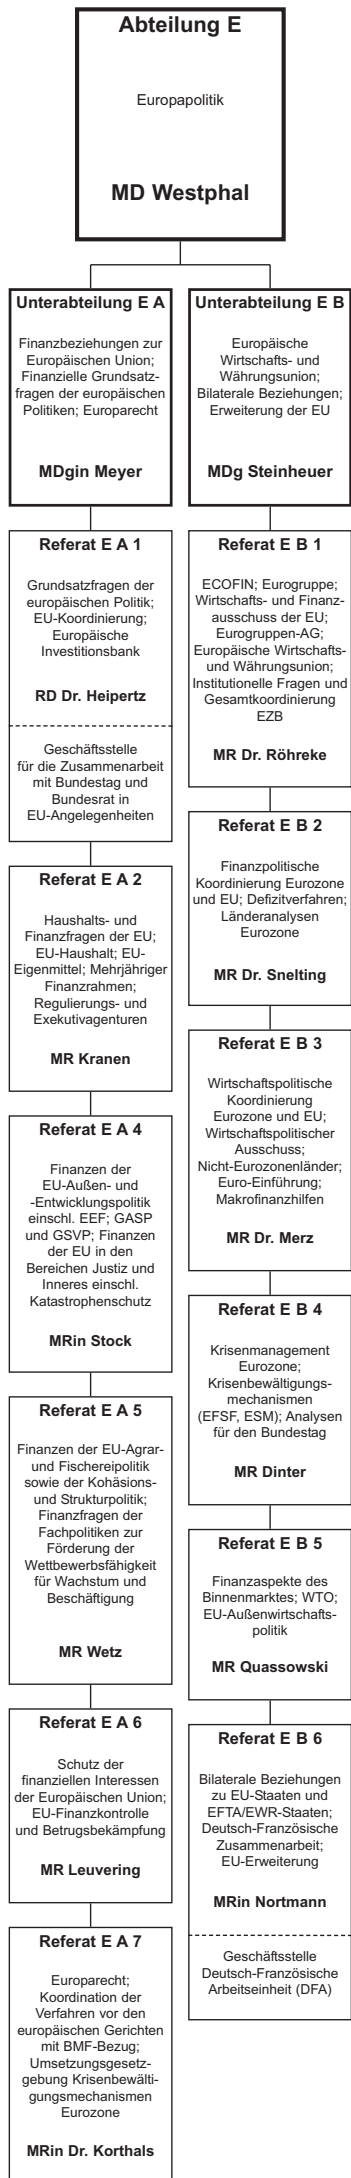 Abteilung E
Europapolitik
MD Westphal
Unterabteilung E A
Finanzbeziehungen zur
Europäischen Union;
Finanzielle Grundsatz-
fragen der europäischen
Politiken; Europarecht
MDgin Meyer
Referat E A 1
Grundsatzfragen der
europäischen Politik;
EU-Koordinierung;
Europäische
Investitionsbank
RD Dr. Heipertz
Geschäftsstelle
für die Zusammenarbeit
mit Bundestag und
Bundesrat in
EU-Angelegenheiten
Referat E A 2
Haushalts- und
Finanzfragen der EU;
EU-Haushalt; EU-
Eigenmittel; Mehrjähriger
Finanzrahmen;
Regulierungs- und
Exekutivagenturen
MR Kranen
Referat E A 4
Finanzen der
EU-Außen- und
-Entwicklungspolitik
einschl. EEF; GASP
und GSVP; Finanzen
der EU in den
Bereichen Justiz und
Inneres einschl.
Katastrophenschutz
MRin Stock
Referat E A 5
Finanzen der EU-Agrar-
und Fischereipolitik
sowie der Kohäsions-
und Strukturpolitik;
Finanzfragen der
Fachpolitiken zur
Förderung der
Wettbewerbsfähigkeit
für Wachstum und
Beschäftigung
MR Wetz
Referat E A 6
Schutz der
finanziellen Interessen
der Europäischen Union;
EU-Finanzkontrolle
und Betrugsbekämpfung
MR Leuvering
Referat E A 7
Europarecht;
Koordination der
Verfahren vor den
europäischen Gerichten
mit BMF-Bezug;
Umsetzungsgesetz-
gebung Krisenbewälti-
gungsmechanismen
Eurozone
MRin Dr. Korthals
Unterabteilung E B
Europäische
Wirtschafts- und
Währungsunion;
Bilaterale Beziehungen;
Erweiterung der EU
MDg Steinheuer
Referat E B 1
ECOFIN; Eurogruppe;
Wirtschafts- und Finanz-
ausschuss der EU;
Eurogruppen-AG;
Europäische Wirtschafts-
und Währungsunion;
Institutionelle Fragen und
Gesamtkoordinierung
EZB
MR Dr. Röhreke
Referat E B 2
Finanzpolitische
Koordinierung Eurozone
und EU; Defizitverfahren;
Länderanalysen
Eurozone
MR Dr. Snelting
Referat E B 3
Wirtschaftspolitische
Koordinierung
Eurozone und EU;
Wirtschaftspolitischer
Ausschuss;
Nicht-Eurozonenländer;
Euro-Einführung;
Makrofinanzhilfen
MR Dr. Merz
Referat E B 4
Krisenmanagement
Eurozone;
Krisenbewältigungs-
mechanismen
(EFSF, ESM); Analysen
für den Bundestag
MR Dinter
Referat E B 5
Finanzaspekte des
Binnenmarktes; WTO;
EU-Außenwirtschafts-
politik
MR Quassowski
Referat E B 6
Bilaterale Beziehungen
zu EU-Staaten und
EFTA/EWR-Staaten;
Deutsch-Französische
Zusammenarbeit;
EU-Erweiterung
MRin Nortmann
Geschäftsstelle
Deutsch-Französische
Arbeitseinheit (DFA)